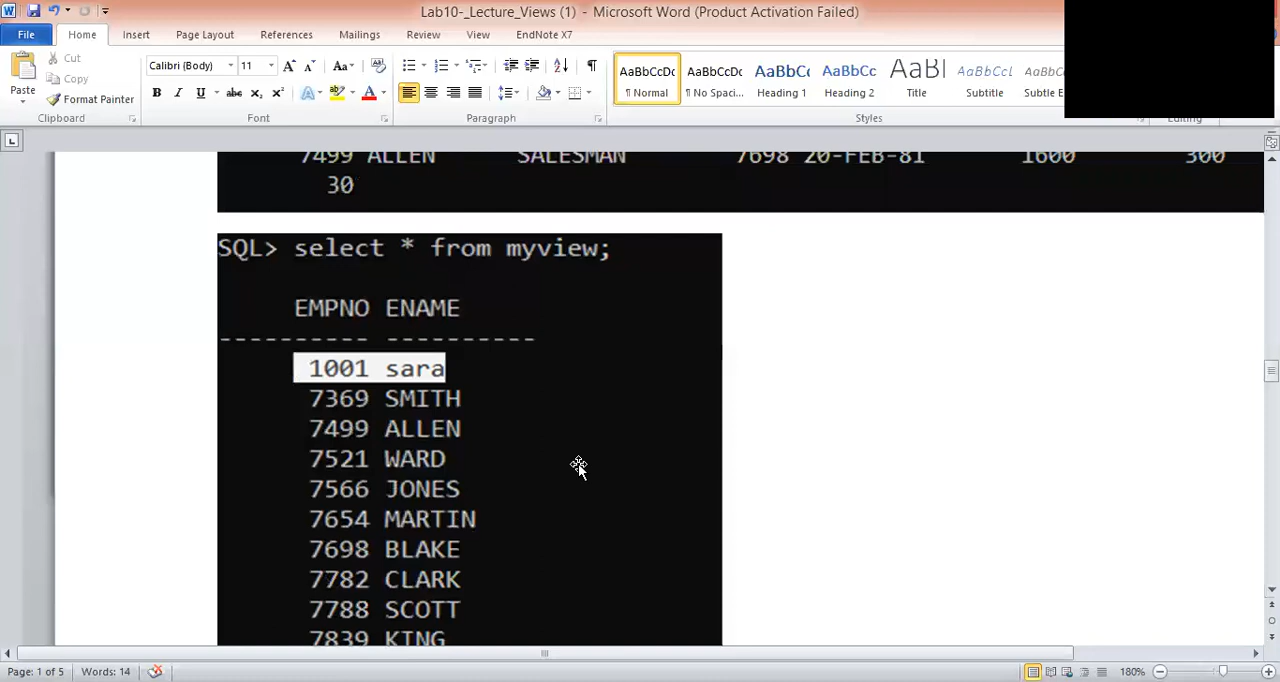 Lab10-_Lecture_Views (1) - Microsoft Word (Product Activation Failed)
File Home Insert Page Layout References Mailings Review View EndNote X7
Paste
Cut
Copy
Format Painter
Clipboard
Calibri (Body) 11
Font
Paragraph
AaBbCcDc AaBbCcDc AaBbCc AaBbCc AaBl AaBbCcDc AaBbCc
¶ Normal ¶ No Spaci... Heading 1 Heading 2 Title Subtitle Subtle E
Styles
Editing
7499 ALLEN SALESMAN 7698 20-FEB-81 1600 300
30
SQL> select * from myview;
EMPNO ENAME
---------- ----------
1001 sara
7369 SMITH
7499 ALLEN
7521 WARD
7566 JONES
7654 MARTIN
7698 BLAKE
7782 CLARK
7788 SCOTT
7839 KING
Page: 1 of 5 Words: 14 180%